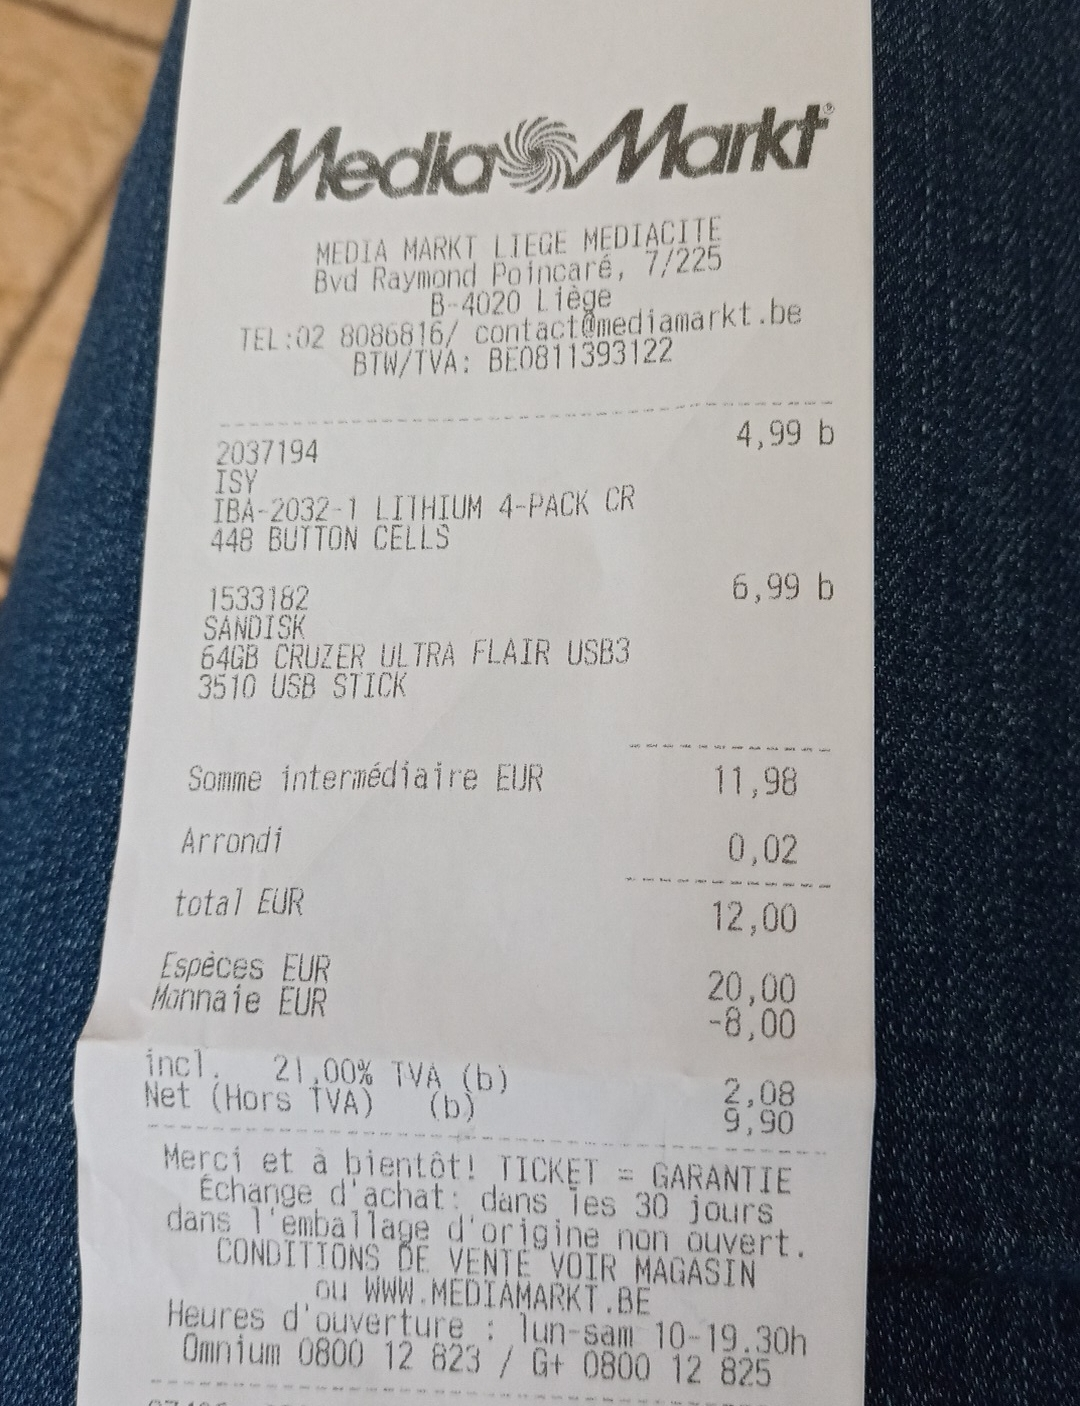 Media Markt®
MEDIA MARKT LIEGE MEDIACITE
Bvd Raymond Poincaré, 7/225
B-4020 Liège
TEL:02 8086816/ contact@mediamarkt.be
BTW/TVA: BE0811393122
2037194 4,99 b
ISY
IBA-2032-1 LITHIUM 4-PACK CR
448 BUTTON CELLS
1533182 6,99 b
SANDISK
64GB CRUZER ULTRA FLAIR USB3
3510 USB STICK
Somme intermédiaire EUR 11,98
Arrondi 0,02
total EUR 12,00
Espèces EUR 20,00
Monnaie EUR -8,00
incl. 21,00% TVA (b) 2,08
Net (Hors TVA) (b) 9,90
Merci et à bientôt! TICKET = GARANTIE
Échange d'achat: dans les 30 jours
dans l'emballage d'origine non ouvert.
CONDITIONS DE VENTE VOIR MAGASIN
ou WWW.MEDIAMARKT.BE
Heures d'ouverture : lun-sam 10-19.30h
Omnium 0800 12 823 / G+ 0800 12 825